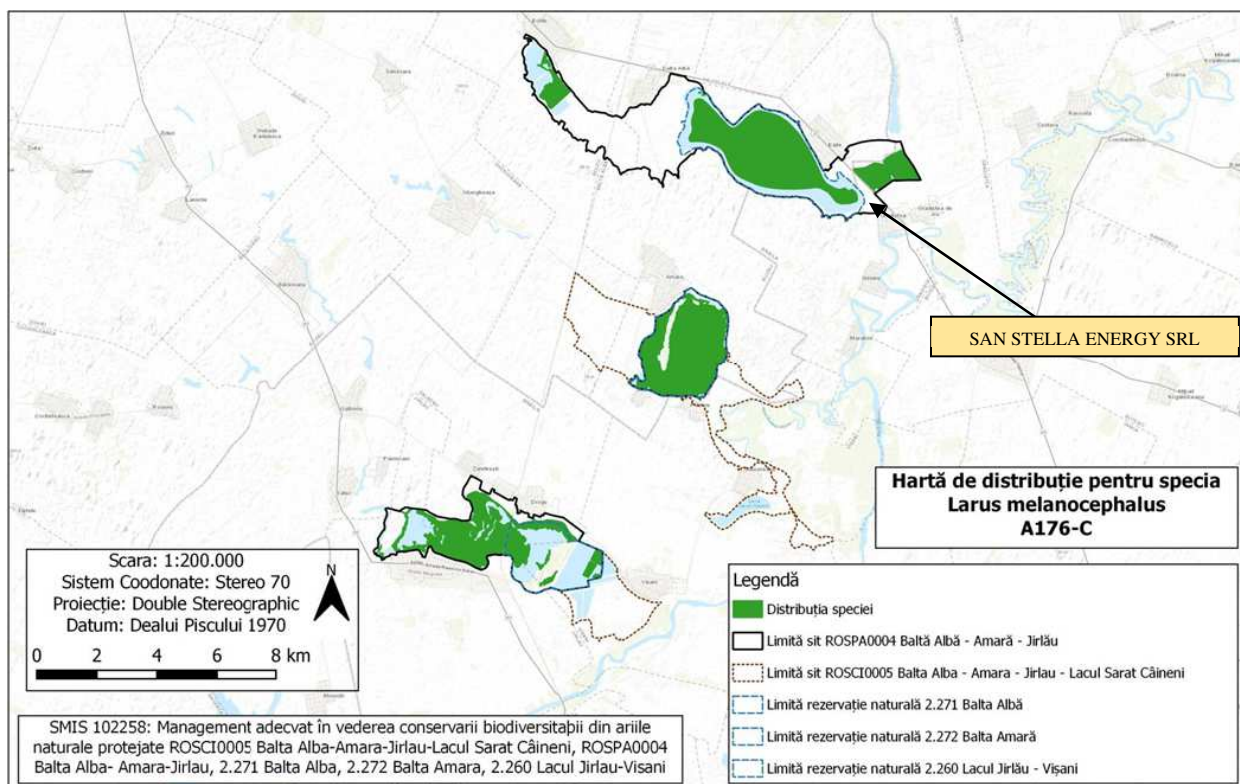 Balta Albă
Amara
SAN STELLA ENERGY SRL
Hartă de distribuție pentru specia
Larus melanocephalus
A176-C
Scara: 1:200.000
Sistem Coodonate: Stereo 70
Proiecție: Double Stereographic
Datum: Dealui Piscului 1970
N
0 2 4 6 8 km
Legendă
Distribuția speciei
Limită sit ROSPA0004 Baltă Albă - Amară - Jirlău
Limită sit ROSCI0005 Balta Alba - Amara - Jirlau - Lacul Sarat Câineni
Limită rezervație naturală 2.271 Balta Albă
Limită rezervație naturală 2.272 Balta Amară
Limită rezervație naturală 2.260 Lacul Jirlău - Vișani
SMIS 102258: Management adecvat în vederea conservarii biodiversitabii din ariile
naturale protejate ROSCI0005 Balta Alba-Amara-Jirlau-Lacul Sarat Câineni, ROSPA0004
Balta Alba- Amara-Jirlau, 2.271 Balta Alba, 2.272 Balta Amara, 2.260 Lacul Jirlau-Visani